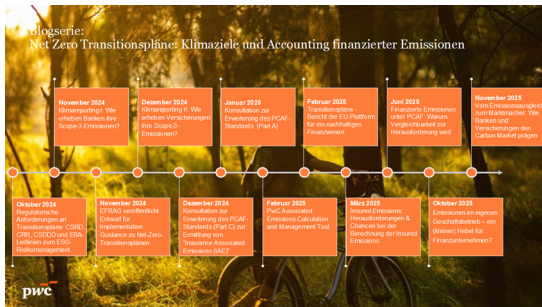 Blogserie:
Net Zero Transitionspläne: Klimaziele und Accounting finanzierter Emissionen
November 2024
Klimareporting I: Wie
erheben Banken ihre
Scope-3-Emissionen?
Dezember 2024
Klimareporting II: Wie
erheben Versicherungen
ihre Scope-3-
Emissionen?
Januar 2025
Konsultation zur
Erweiterung des PCAF-
Standards (Part A)
Februar 2025
Transitionspläne -
Bericht der EU-Plattform
für ein nachhaltiges
Finanzwesen
Juni 2025
Finanzierte Emissionen
unter PCAF: Warum
Vergleichbarkeit zur
Herausforderung wird
November 2025
Vom Emissionsausgleich
zum Marktmacher: Wie
Banken und
Versicherungen den
Carbon Market prägen
Oktober 2024
Regulatorische
Anforderungen an
Transitionspläne: CSRD,
CRR, CSDDD und EBA-
Leitlinien zum ESG-
Risikomanagement
November 2024
EFRAG veröffentlicht
Entwurf für
Implementation
Guidance zu Net-Zero-
Transitionsplänen
Dezember 2024
Konsultation zur
Erweiterung des PCAF-
Standards (Part C) zur
Ermittlung von
"Insurance Associated
Emissions (IAE)"
Februar 2025
PwC Associated
Emissions Calculation
and Management Tool
März 2025
Insured Emissions:
Herausforderungen &
Chancen bei der
Berechnung der Insured
Emissions
Oktober 2025
Emissionen im eigenen
Geschäftsbetrieb – ein
(kleiner) Hebel für
Finanzunternehmen?
pwc